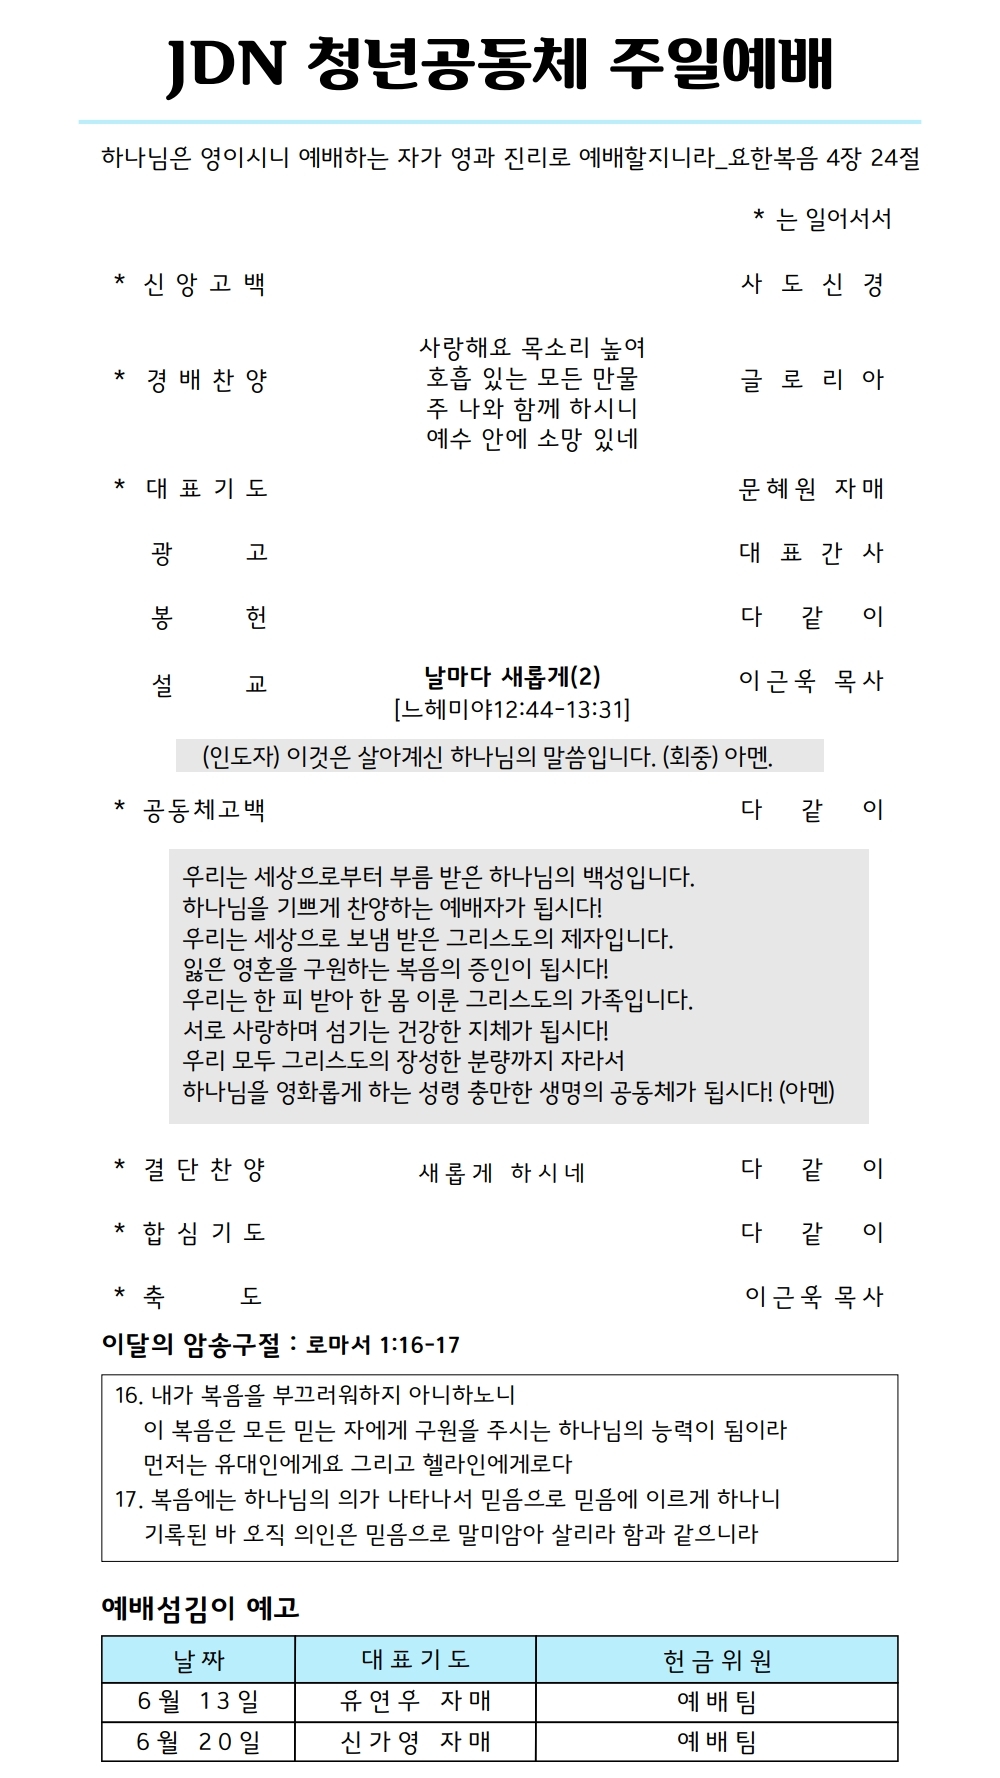 JDN 청년공동체 주일예배
하나님은 영이시니 예배하는 자가 영과 진리로 예배할지니라_요한복음 4장 24절
* 는 일어서서
* 신 앙 고 백 사 도 신 경
사랑해요 목소리 높여
호흡 있는 모든 만물
* 경 배 찬 양 글 로 리 아
주 나와 함께 하시니
예수 안에 소망 있네
* 대 표 기 도 문혜원 자매
광 고 대 표 간 사
봉 헌 다 같 이
설 교 날마다 새롭게(2) 이근욱 목사
[느헤미야12:44-13:31]
(인도자) 이것은 살아계신 하나님의 말씀입니다. (회중) 아멘.
* 공동체고백 다 같 이
우리는 세상으로부터 부름 받은 하나님의 백성입니다.
하나님을 기쁘게 찬양하는 예배자가 됩시다!
우리는 세상으로 보냄 받은 그리스도의 제자입니다.
잃은 영혼을 구원하는 복음의 증인이 됩시다!
우리는 한 피 받아 한 몸 이룬 그리스도의 가족입니다.
서로 사랑하며 섬기는 건강한 지체가 됩시다!
우리 모두 그리스도의 장성한 분량까지 자라서
하나님을 영화롭게 하는 성령 충만한 생명의 공동체가 됩시다! (아멘)
* 결 단 찬 양 새롭게 하시네 다 같 이
* 합 심 기 도 다 같 이
* 축 도 이근욱 목사
이달의 암송구절 : 로마서 1:16-17
16. 내가 복음을 부끄러워하지 아니하노니
이 복음은 모든 믿는 자에게 구원을 주시는 하나님의 능력이 됨이라
먼저는 유대인에게요 그리고 헬라인에게로다
17. 복음에는 하나님의 의가 나타나서 믿음으로 믿음에 이르게 하나니
기록된 바 오직 의인은 믿음으로 말미암아 살리라 함과 같으니라
예배섬김이 예고
날짜 대표기도 헌금위원
6월 13일 유연우 자매 예배팀
6월 20일 신가영 자매 예배팀